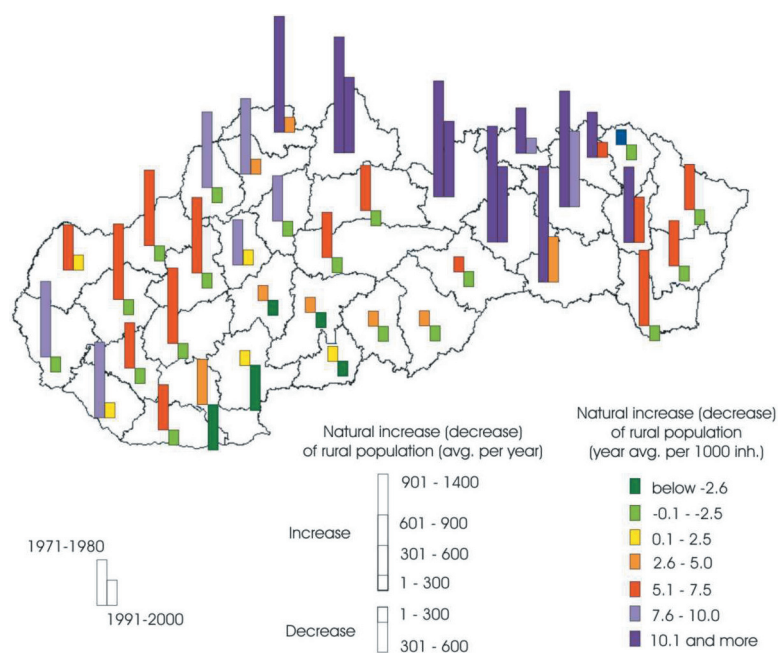 Natural increase (decrease)
of rural population (avg. per year)
901 - 1400
Increase
601 - 900
301 - 600
1 - 300
Decrease
1 - 300
301 - 600
Natural increase (decrease)
of rural population
(year avg. per 1000 inh.)
below -2.6
-0.1 - -2.5
0.1 - 2.5
2.6 - 5.0
5.1 - 7.5
7.6 - 10.0
10.1 and more
1971-1980
1991-2000